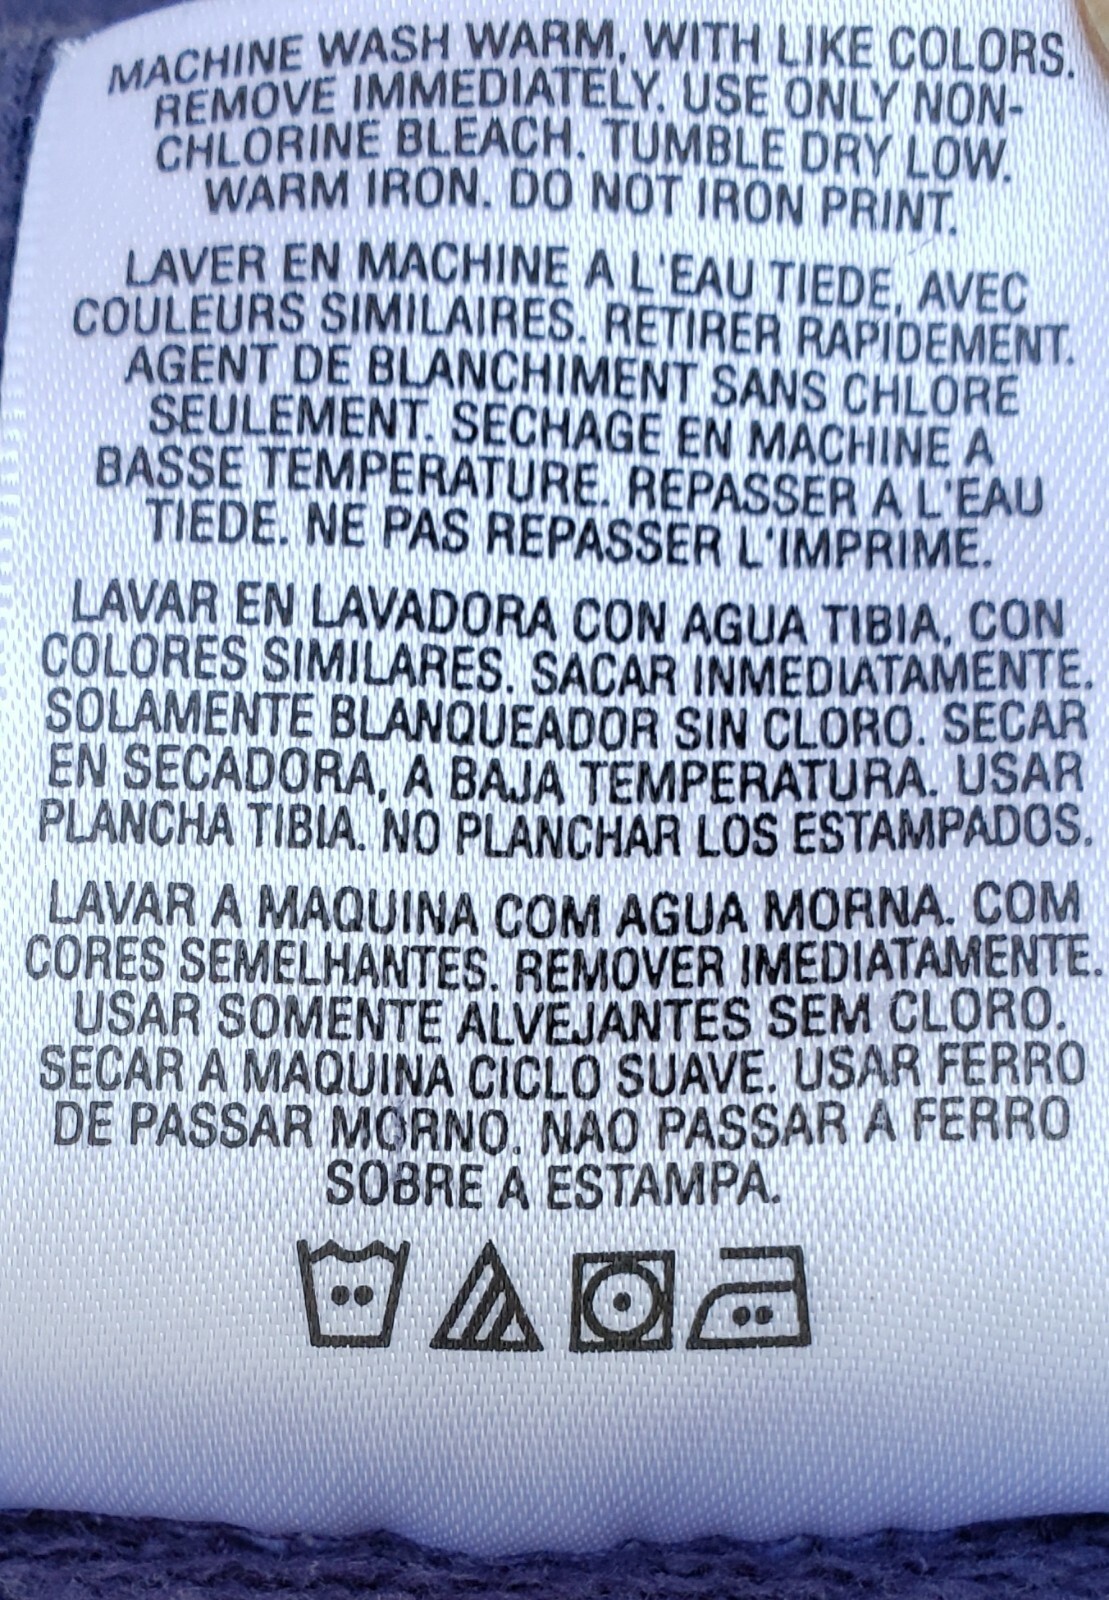 MACHINE WASH WARM, WITH LIKE COLORS.
REMOVE IMMEDIATELY. USE ONLY NON-
CHLORINE BLEACH. TUMBLE DRY LOW.
WARM IRON. DO NOT IRON PRINT.
LAVER EN MACHINE A L'EAU TIEDE, AVEC
COULEURS SIMILAIRES. RETIRER RAPIDEMENT.
AGENT DE BLANCHIMENT SANS CHLORE
SEULEMENT. SECHAGE EN MACHINE A
BASSE TEMPERATURE. REPASSER A L'EAU
TIEDE. NE PAS REPASSER L'IMPRIME.
LAVAR EN LAVADORA CON AGUA TIBIA, CON
COLORES SIMILARES. SACAR INMEDIATAMENTE.
SOLAMENTE BLANQUEADOR SIN CLORO. SECAR
EN SECADORA, A BAJA TEMPERATURA. USAR
PLANCHA TIBIA. NO PLANCHAR LOS ESTAMPADOS.
LAVAR A MAQUINA COM AGUA MORNA. COM
CORES SEMELHANTES. REMOVER IMEDIATAMENTE.
USAR SOMENTE ALVEJANTES SEM CLORO.
SECAR A MAQUINA CICLO SUAVE. USAR FERRO
DE PASSAR MORNO. NAO PASSAR A FERRO
SOBRE A ESTAMPA.